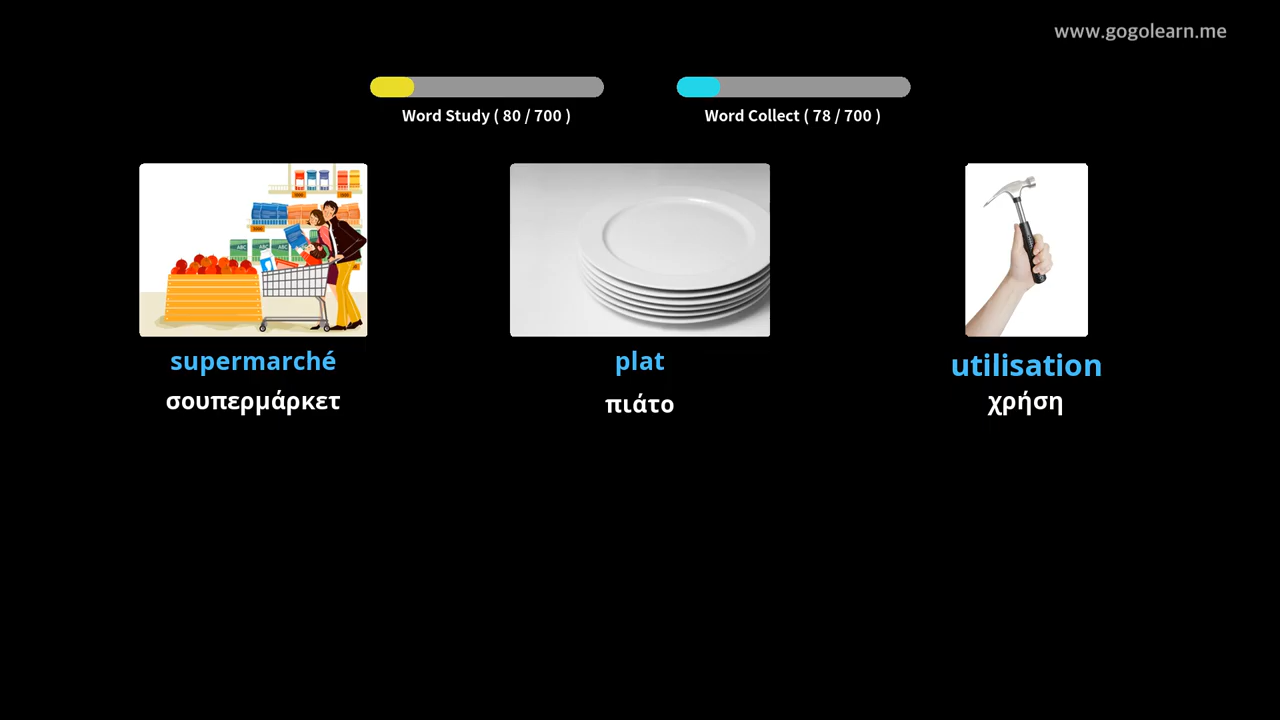 www.gogolearn.me
Word Study ( 80 / 700 )
Word Collect ( 78 / 700 )
supermarché
plat
utilisation
σουπερμάρκετ
πιάτο
χρήση